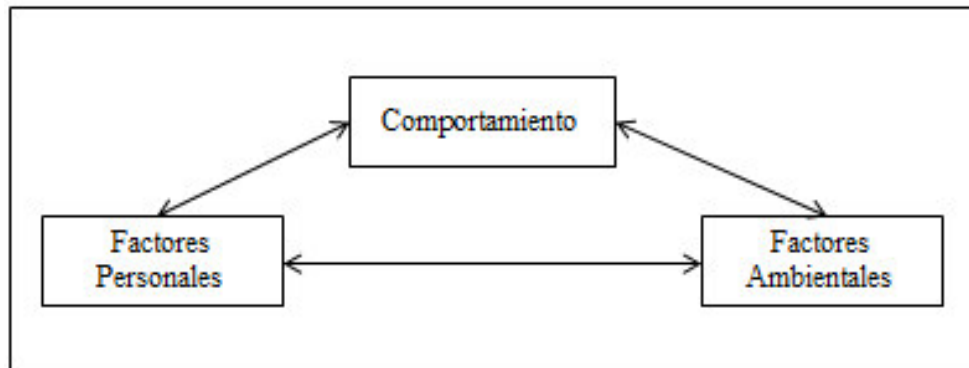 Comportamiento
Factores
Personales
Factores
Ambientales